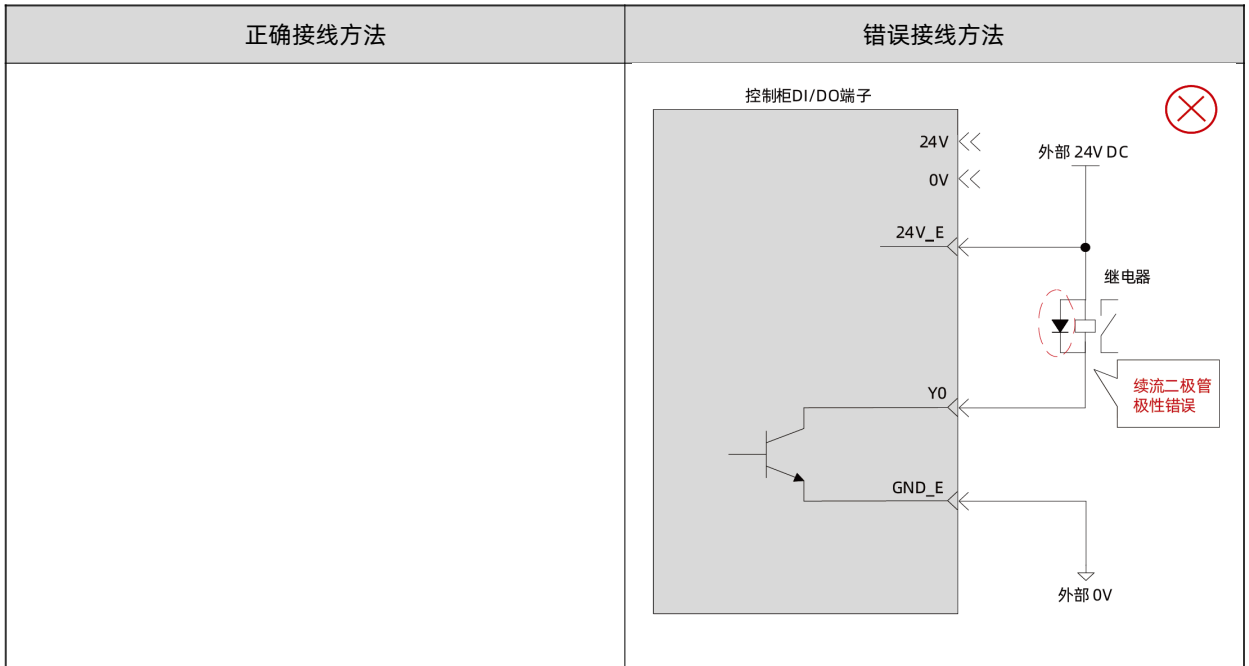 正确接线方法
错误接线方法
控制柜DI/DO端子
24V
外部 24V DC
0V
24V_E
继电器
续流二极管
极性错误
Y0
GND_E
外部 0V